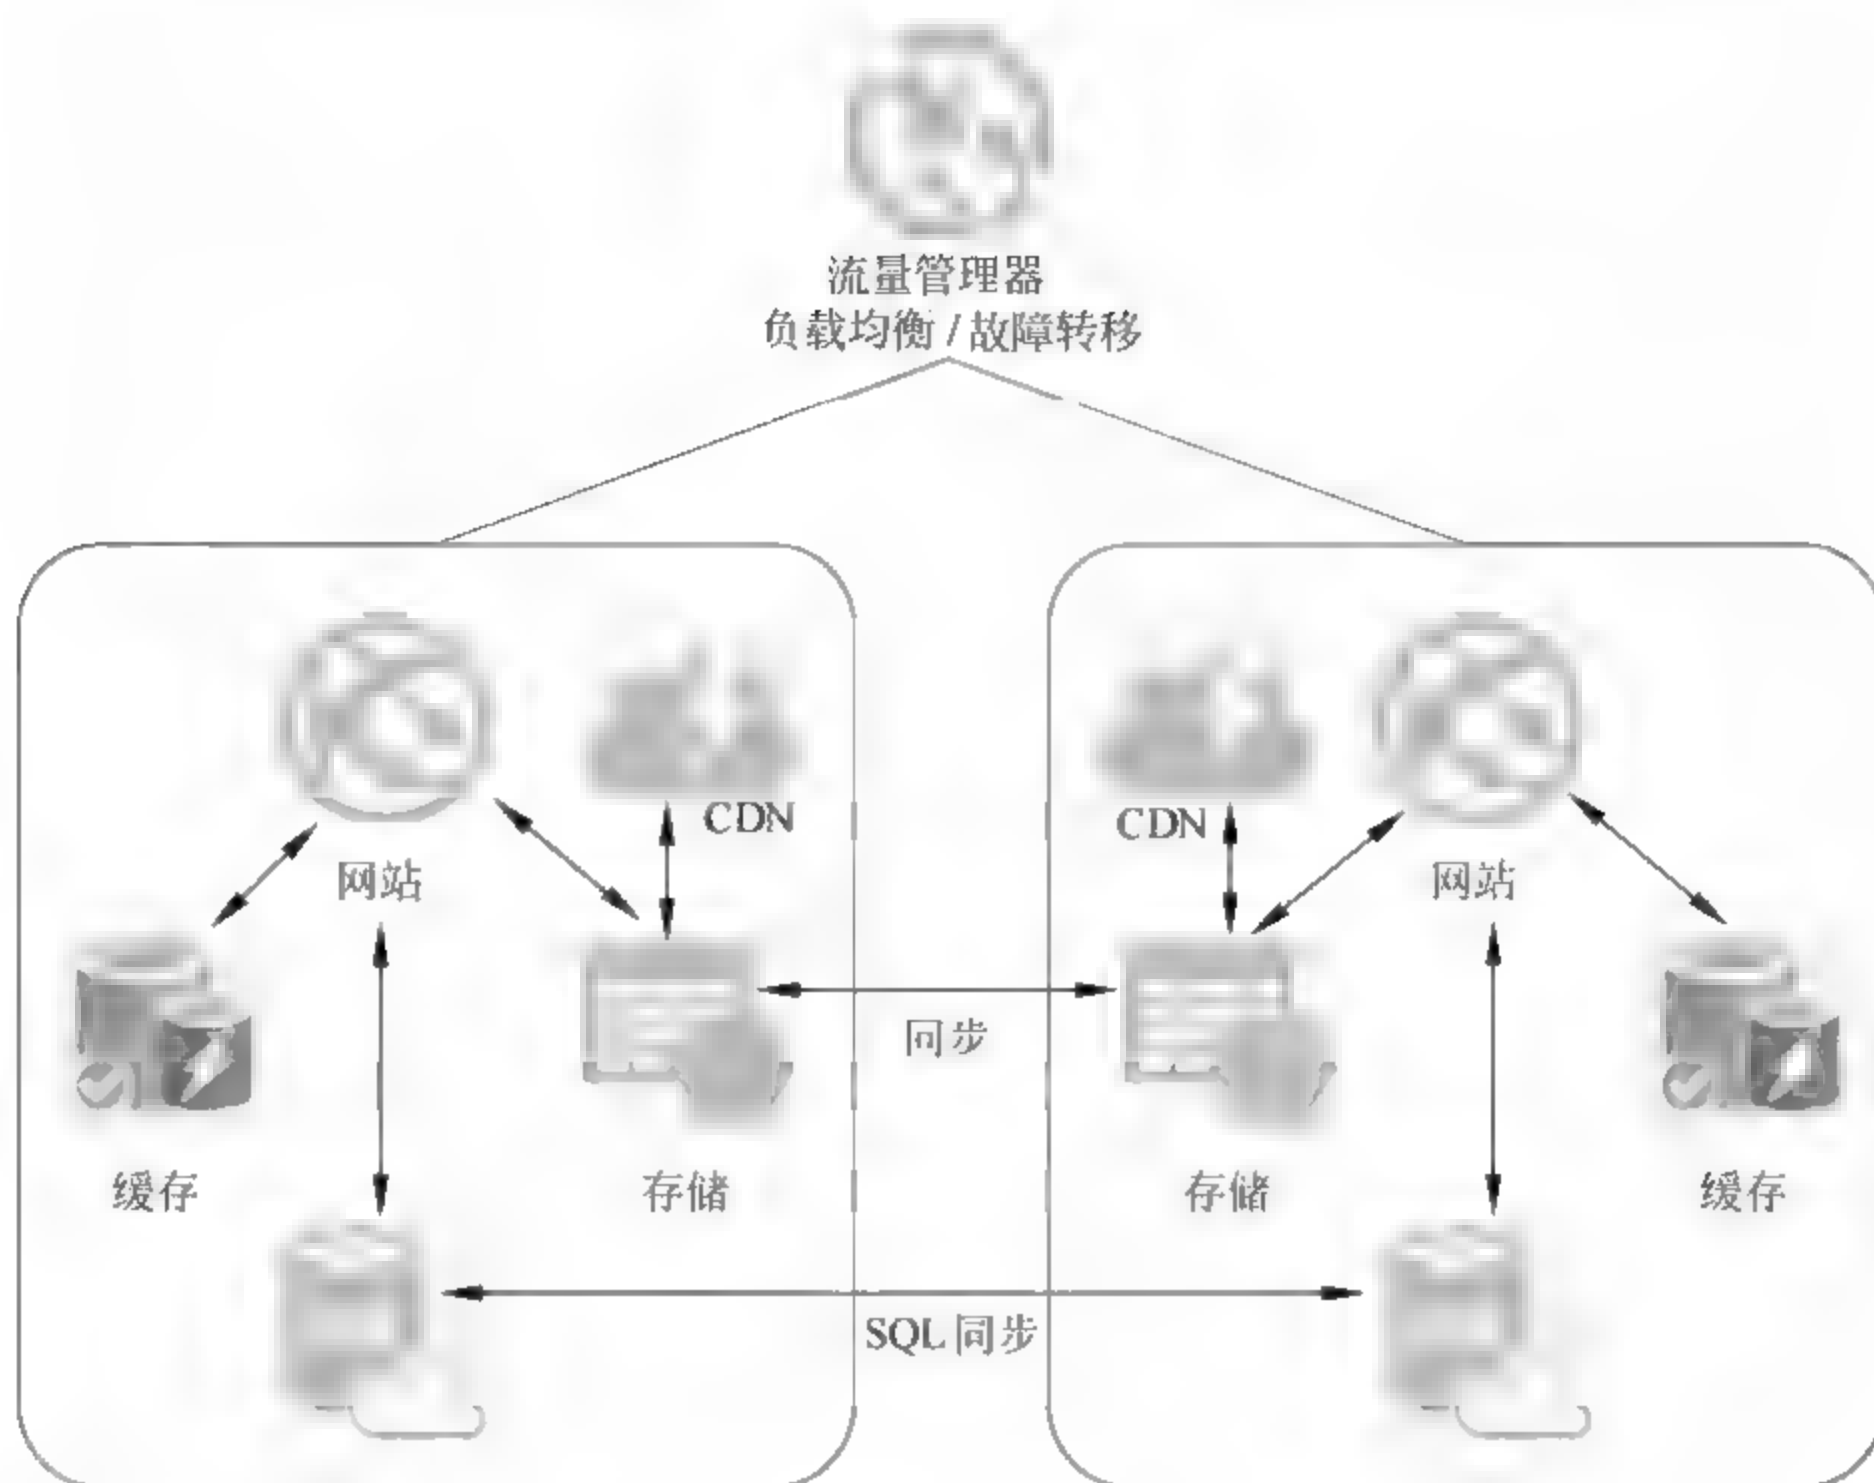 流量管理器
负载均衡 / 故障转移
CDN
CDN
网站
网站
同步
缓存
存储
存储
缓存
SQL 同步